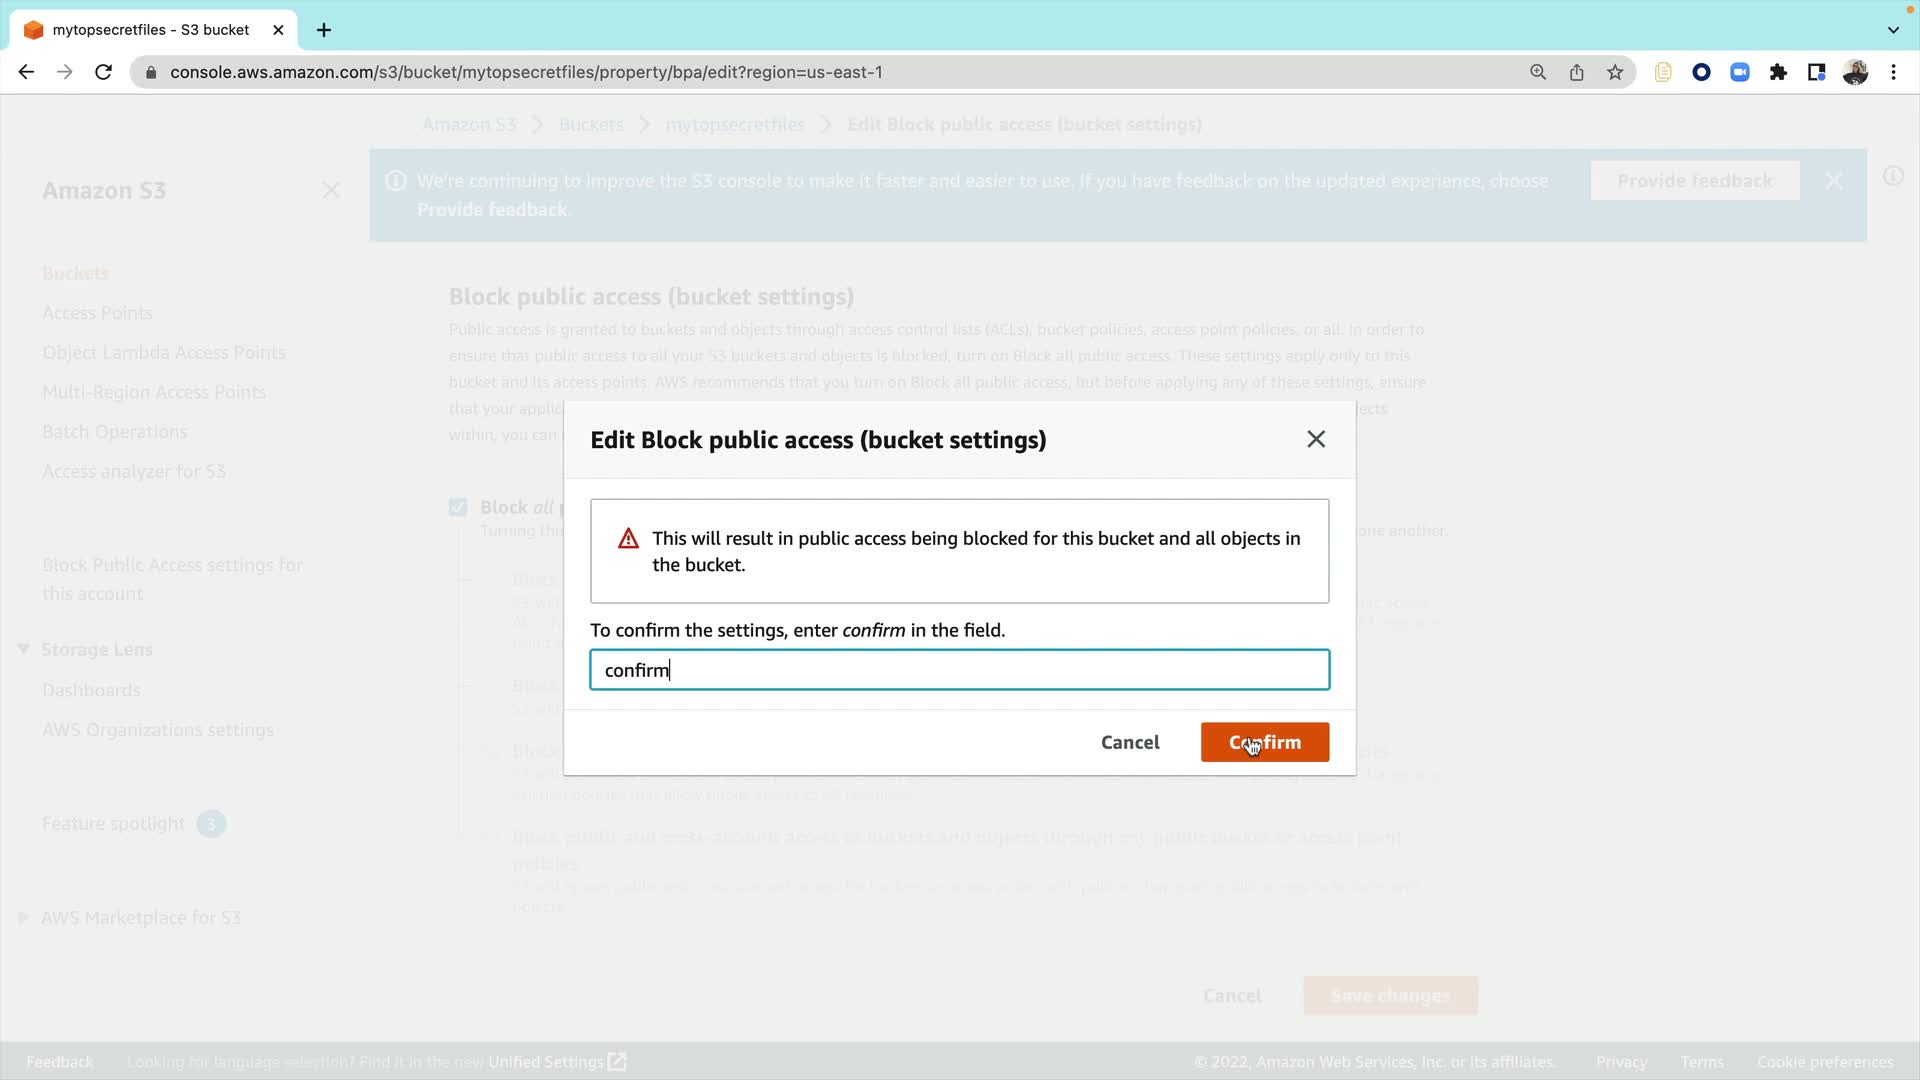 mytopsecretfiles - S3 bucket
console.aws.amazon.com/s3/bucket/mytopsecretfiles/property/bpa/edit?region=us-east-1
Amazon S3
Buckets
mytopsecretfiles
Edit Block public access (bucket settings)
Amazon S3
We're continuing to improve the S3 console to make it faster and easier to use. If you have feedback on the updated experience, choose
Provide feedback.
Provide feedback
Buckets
Access Points
Object Lambda Access Points
Multi-Region Access Points
Batch Operations
Access analyzer for S3
Block Public Access settings for
this account
Storage Lens
Dashboards
AWS Organizations settings
Feature spotlight 3
AWS Marketplace for S3
Block public access (bucket settings)
Public access is granted to buckets and objects through access control lists (ACLs), bucket policies, access point policies, or all. In order to
ensure that public access to all your S3 buckets and objects is blocked, turn on Block all public access. These settings apply only to this
bucket and its access points. AWS recommends that you turn on Block all public access, but before applying any of these settings, ensure
that your
within, you can
Block all
Turning
one another.
Block
Block
Block
Block public and cross-account access to buckets and objects through any public bucket or access point
policies
Edit Block public access (bucket settings)
This will result in public access being blocked for this bucket and all objects in
the bucket.
To confirm the settings, enter confirm in the field.
confirm
Cancel
Confirm
Cancel
Save changes
Feedback
Looking for language selection? Find it in the new Unified Settings
© 2022, Amazon Web Services, Inc. or its affiliates.
Privacy
Terms
Cookie preferences